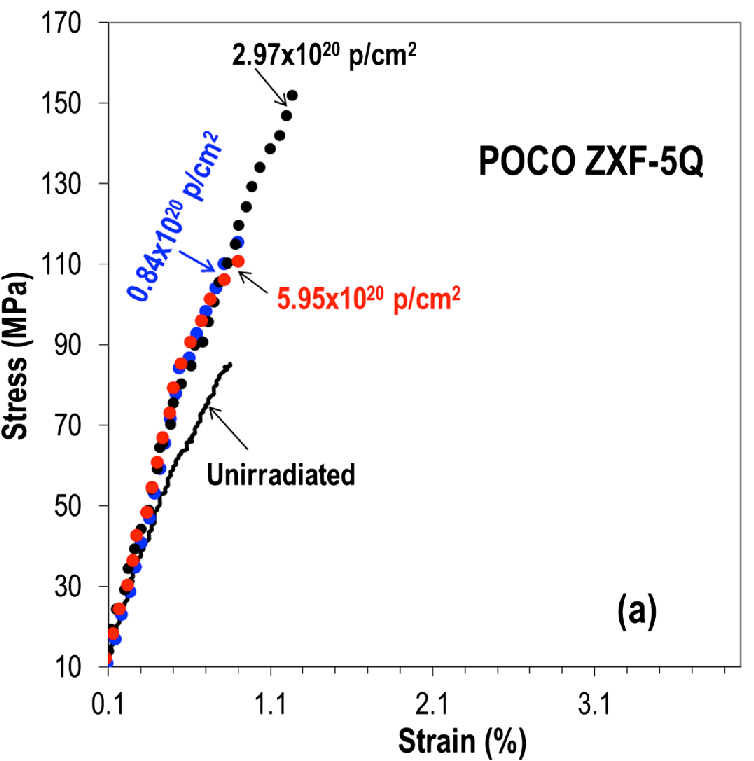 170
150
130
110
90
70
50
30
10
Stress (MPa)
2.97x10²⁰ p/cm²
POCO ZXF-5Q
0.84x10²⁰ p/cm²
5.95x10²⁰ p/cm²
Unirradiated
(a)
0.1 1.1 2.1 3.1
Strain (%)